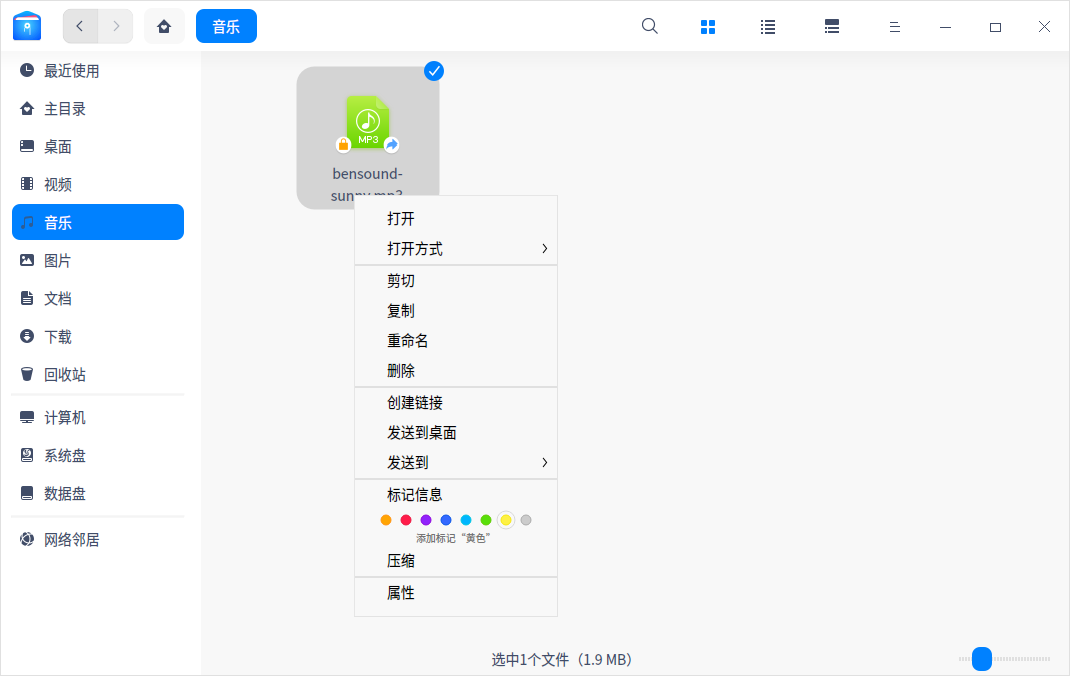 音乐
最近使用
主目录
桌面
视频
音乐
图片
文档
下载
回收站
计算机
系统盘
数据盘
网络邻居
MP3
bensound-
sunny.mp3
打开
打开方式
剪切
复制
重命名
删除
创建链接
发送到桌面
发送到
标记信息
添加标记“黄色”
压缩
属性
选中1个文件（1.9 MB）